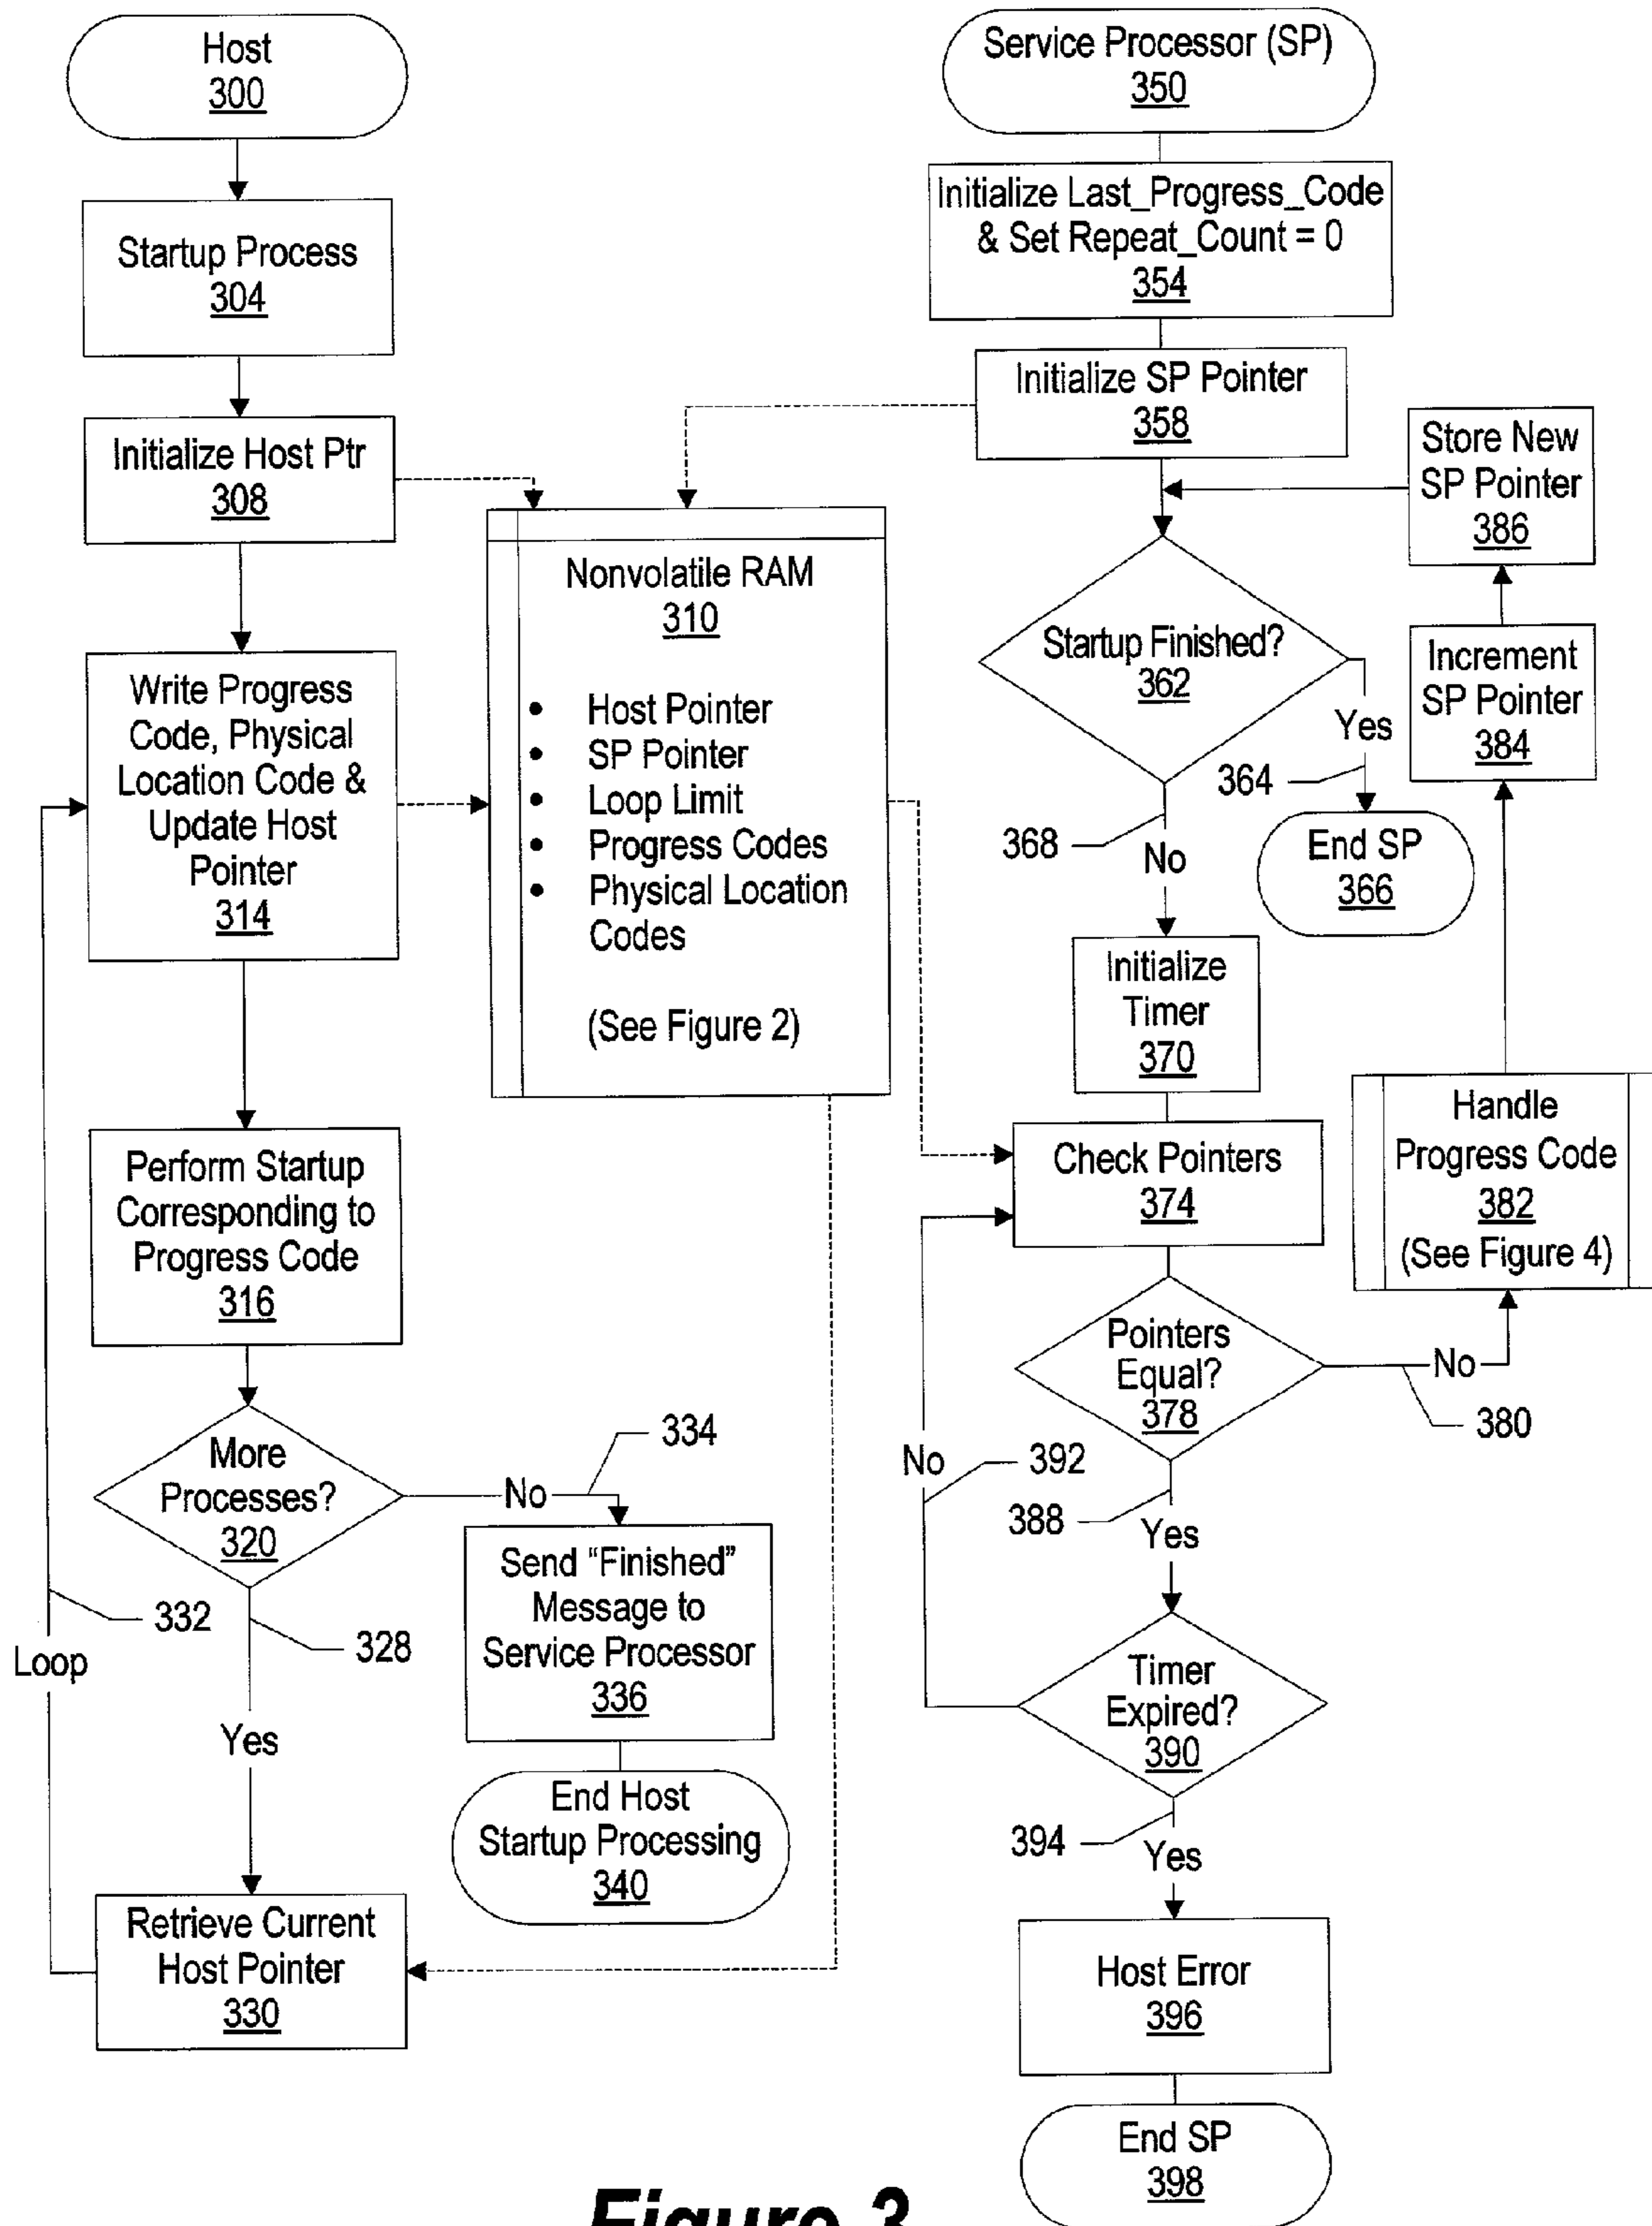 Host
300
Startup Process
304
Initialize Host Ptr
308
Write Progress
Code, Physical
Location Code &
Update Host
Pointer
314
Perform Startup
Corresponding to
Progress Code
316
More
Processes?
320
No
334
332
328
Loop
Yes
Send “Finished”
Message to
Service Processor
336
End Host
Startup Processing
340
Retrieve Current
Host Pointer
330
Nonvolatile RAM
310
• Host Pointer
• SP Pointer
• Loop Limit
• Progress Codes
• Physical Location
Codes
(See Figure 2)
Service Processor (SP)
350
Initialize Last_Progress_Code
& Set Repeat_Count = 0
354
Initialize SP Pointer
358
Startup Finished?
362
Yes
364
End SP
366
368
No
Initialize
Timer
370
Check Pointers
374
Pointers
Equal?
378
No
380
Handle
Progress Code
382
(See Figure 4)
Increment
SP Pointer
384
Store New
SP Pointer
386
No
392
388
Yes
Timer
Expired?
390
394
Yes
Host Error
396
End SP
398
Figure 3